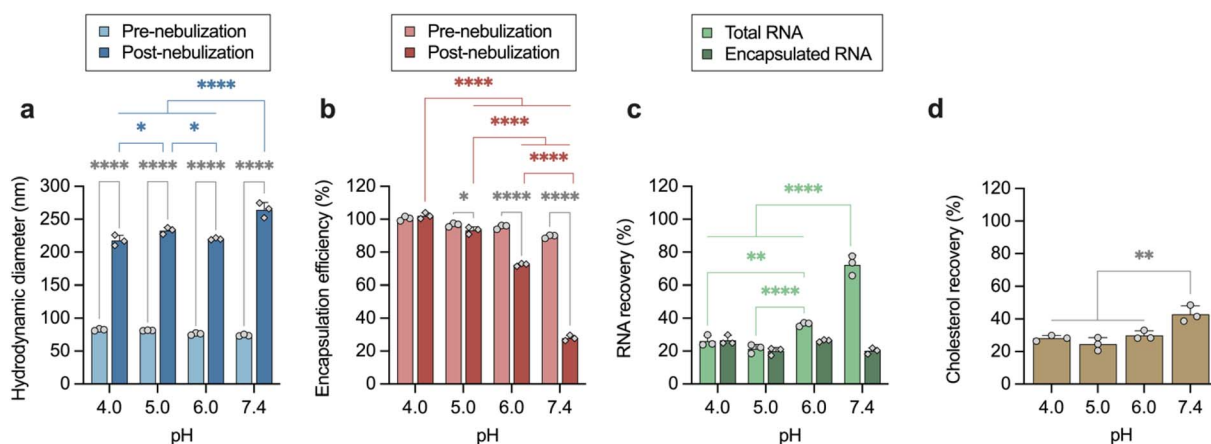 Pre-nebulization
Post-nebulization
Pre-nebulization
Post-nebulization
Total RNA
Encapsulated RNA
a
****
*
*
****
****
****
****
Hydrodynamic diameter (nm)
300
250
200
150
100
50
0
4.0 5.0 6.0 7.4
pH
b
****
****
****
*
****
****
Encapsulation efficiency (%)
120
100
80
60
40
20
0
4.0 5.0 6.0 7.4
pH
c
****
**
****
RNA recovery (%)
120
100
80
60
40
20
0
4.0 5.0 6.0 7.4
pH
d
**
Cholesterol recovery (%)
120
100
80
60
40
20
0
4.0 5.0 6.0 7.4
pH